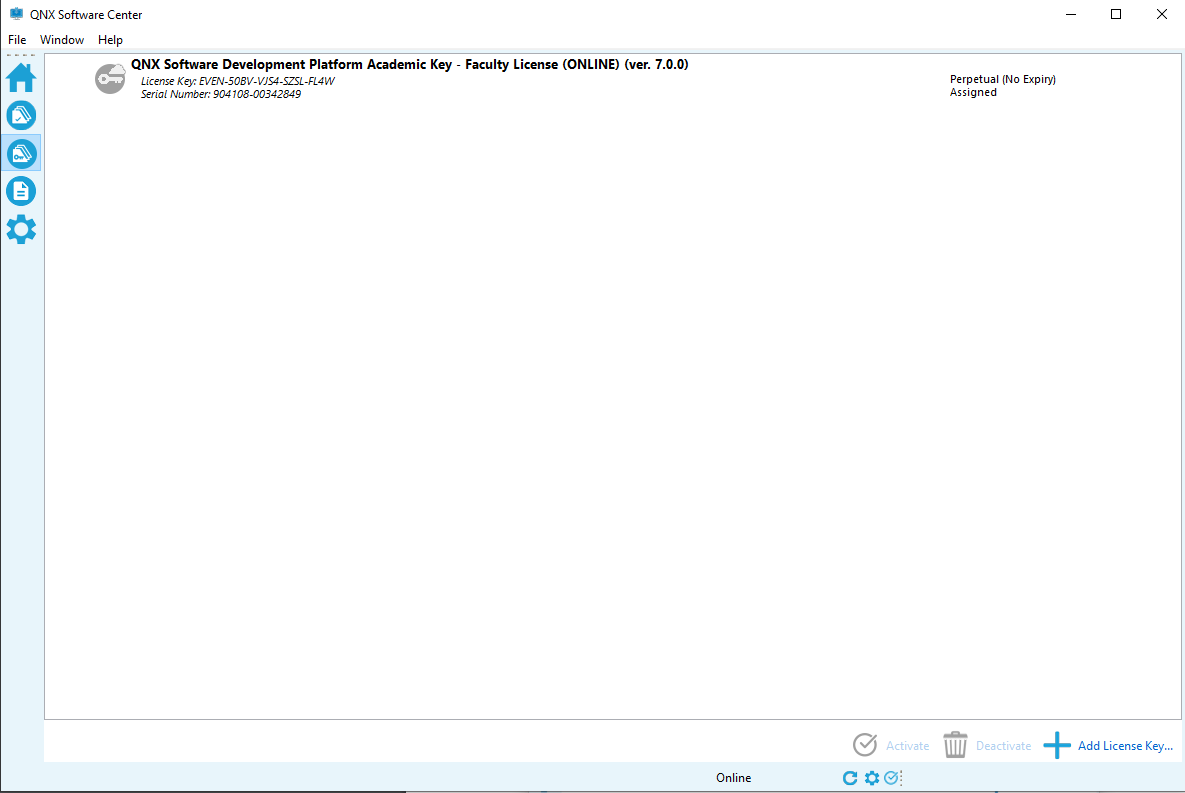 QNX Software Center
File Window Help
QNX Software Development Platform Academic Key - Faculty License (ONLINE) (ver. 7.0.0)
License Key: EVEN-50BV-VJS4-SZSL-FL4W
Serial Number: 904108-00342849
Perpetual (No Expiry)
Assigned
Activate Deactivate Add License Key...
Online